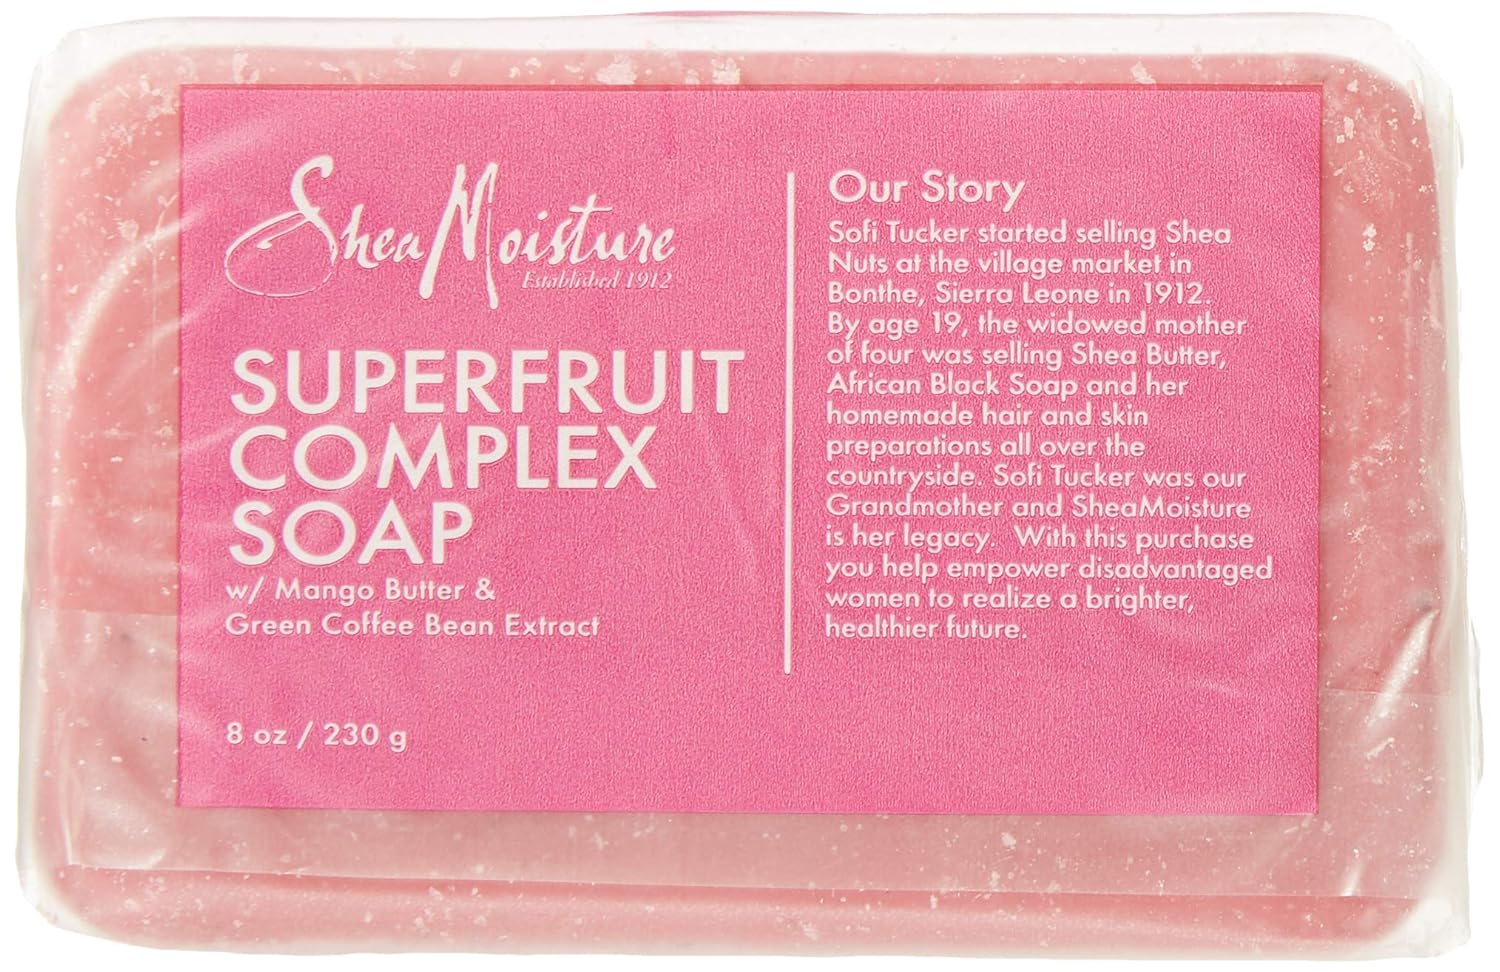 SheaMoisture
Established 1912
SUPERFRUIT
COMPLEX
SOAP
w/ Mango Butter &
Green Coffee Bean Extract
8 oz / 230 g
Our Story
Sofi Tucker started selling Shea
Nuts at the village market in
Bonthe, Sierra Leone in 1912.
By age 19, the widowed mother
of four was selling Shea Butter,
African Black Soap and her
homemade hair and skin
preparations all over the
countryside. Sofi Tucker was our
Grandmother and SheaMoisture
is her legacy. With this purchase
you help empower disadvantaged
women to realize a brighter,
healthier future.